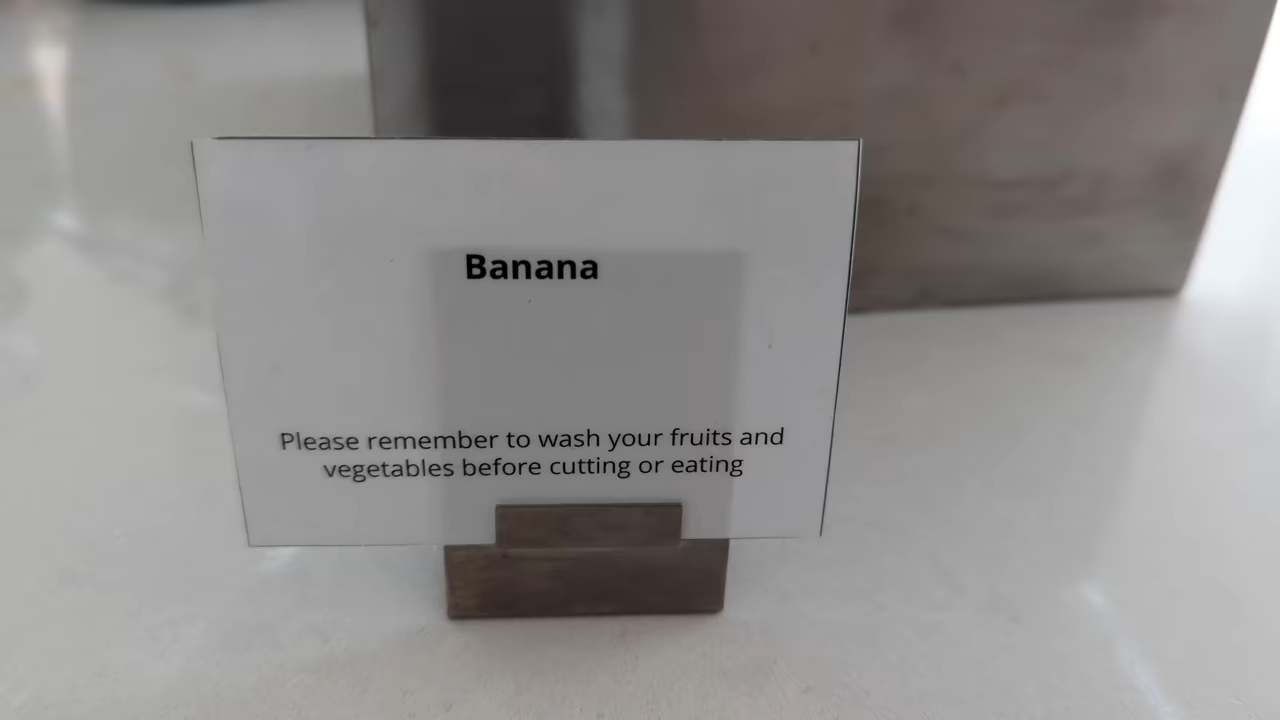 Banana
Please remember to wash your fruits and
vegetables before cutting or eating